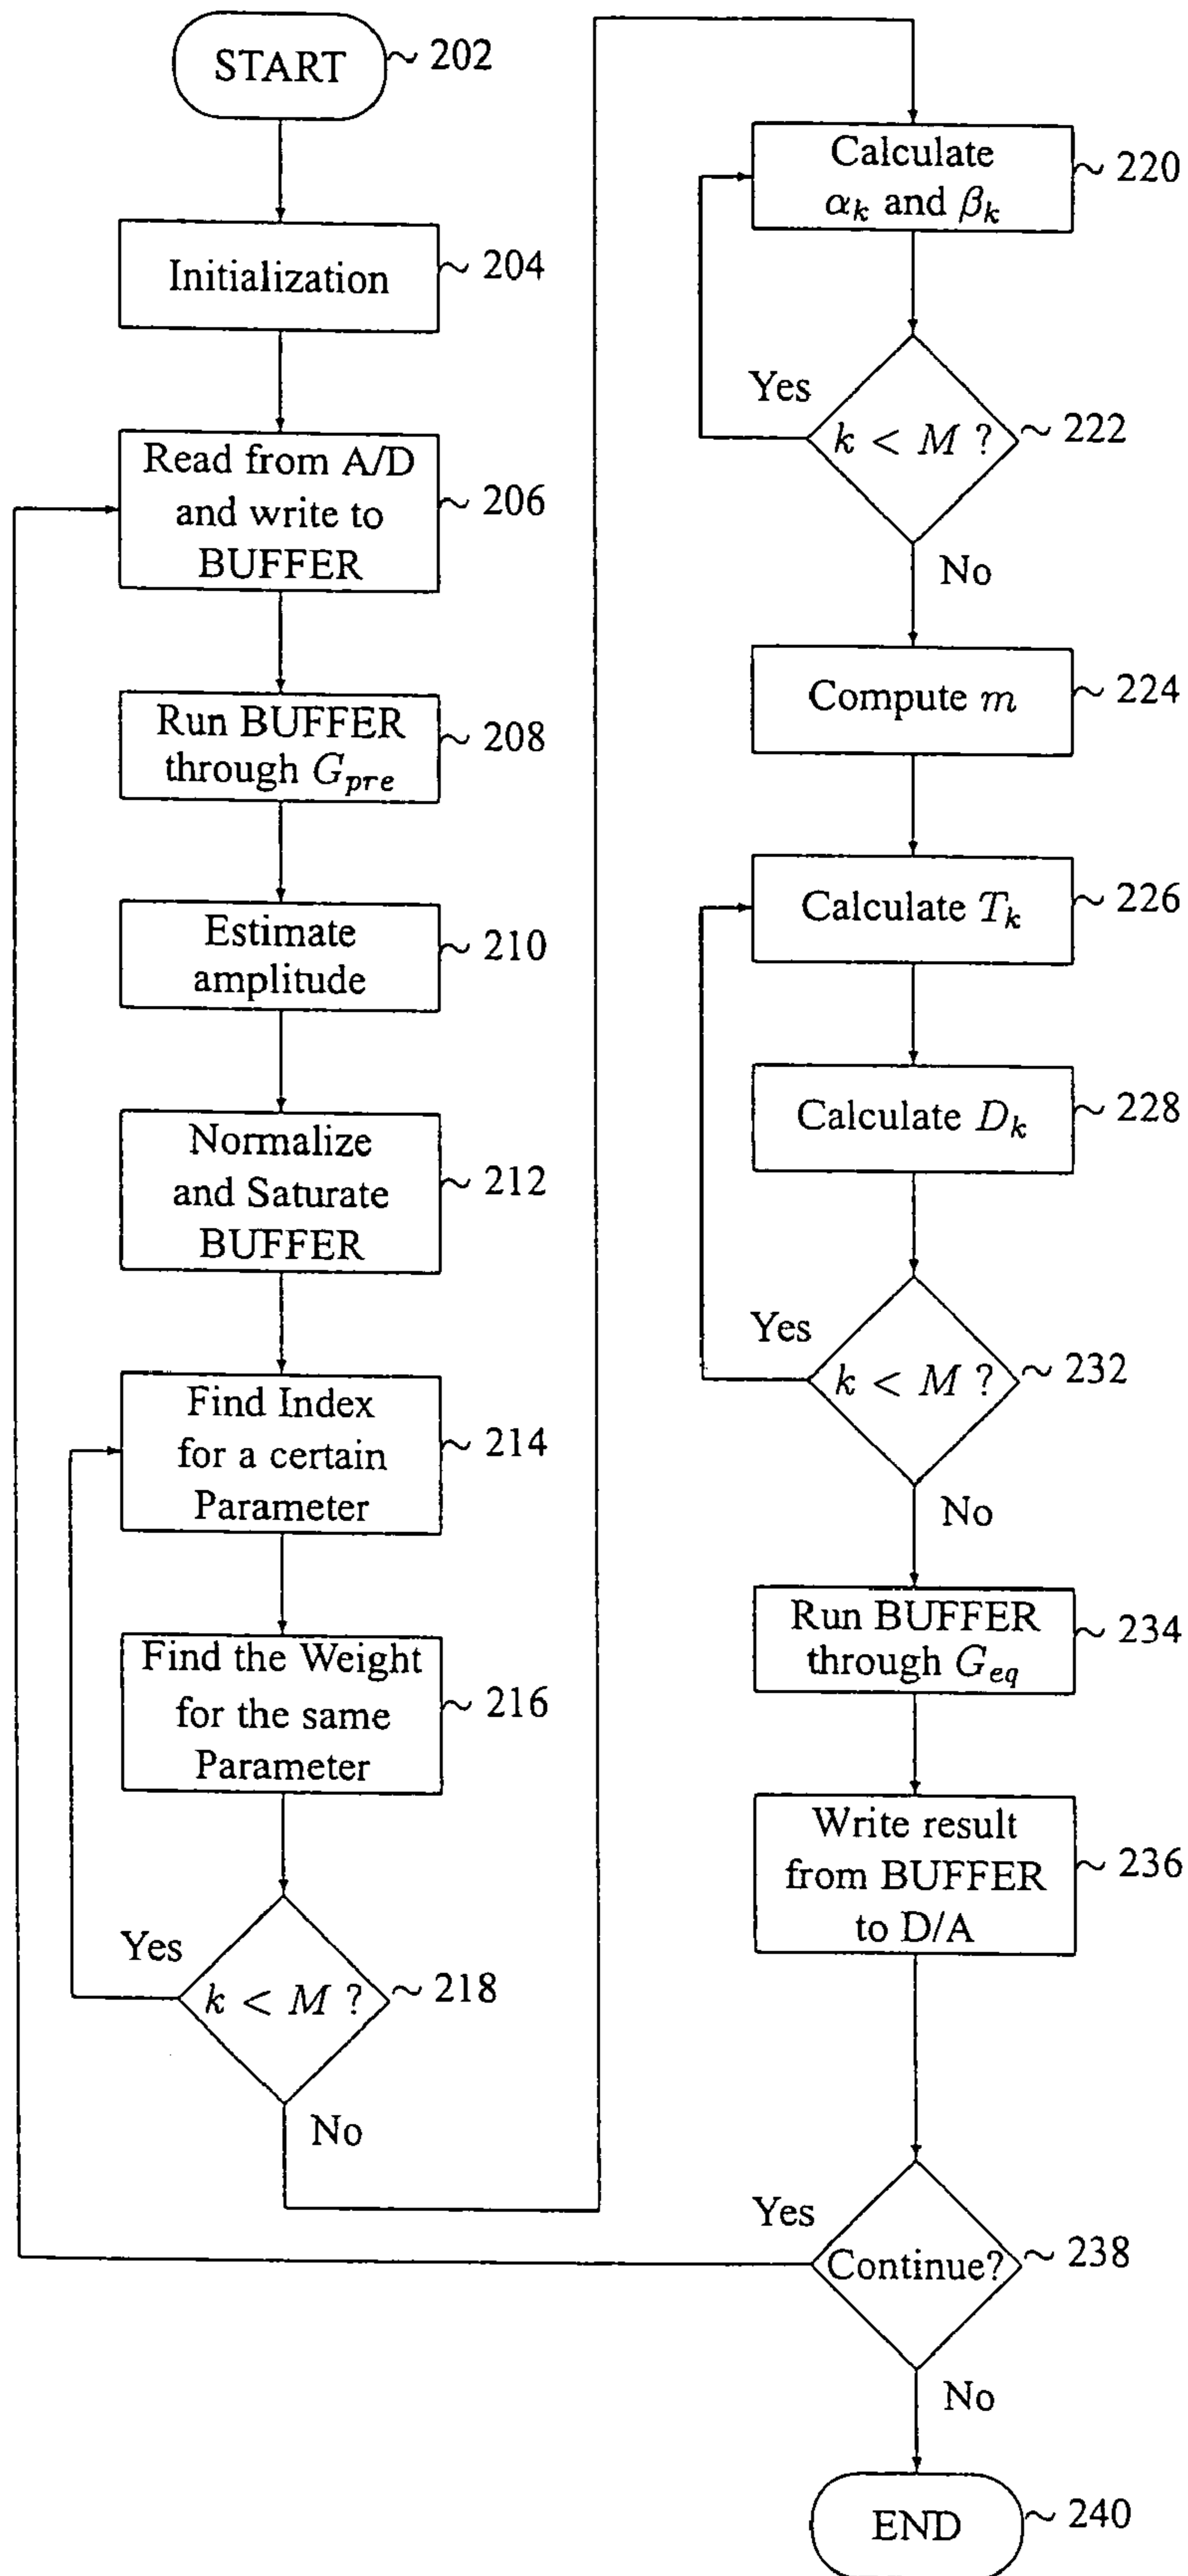 START
202
Initialization
204
Read from A/D
and write to
BUFFER
206
Run BUFFER
through G_pre
208
Estimate
amplitude
210
Normalize
and Saturate
BUFFER
212
Find Index
for a certain
Parameter
214
Find the Weight
for the same
Parameter
216
Yes
k < M ?
218
No
Calculate
α_k and β_k
220
Yes
k < M ?
222
No
Compute m
224
Calculate T_k
226
Calculate D_k
228
Yes
k < M ?
232
No
Run BUFFER
through G_eq
234
Write result
from BUFFER
to D/A
236
Yes
Continue?
238
No
END
240